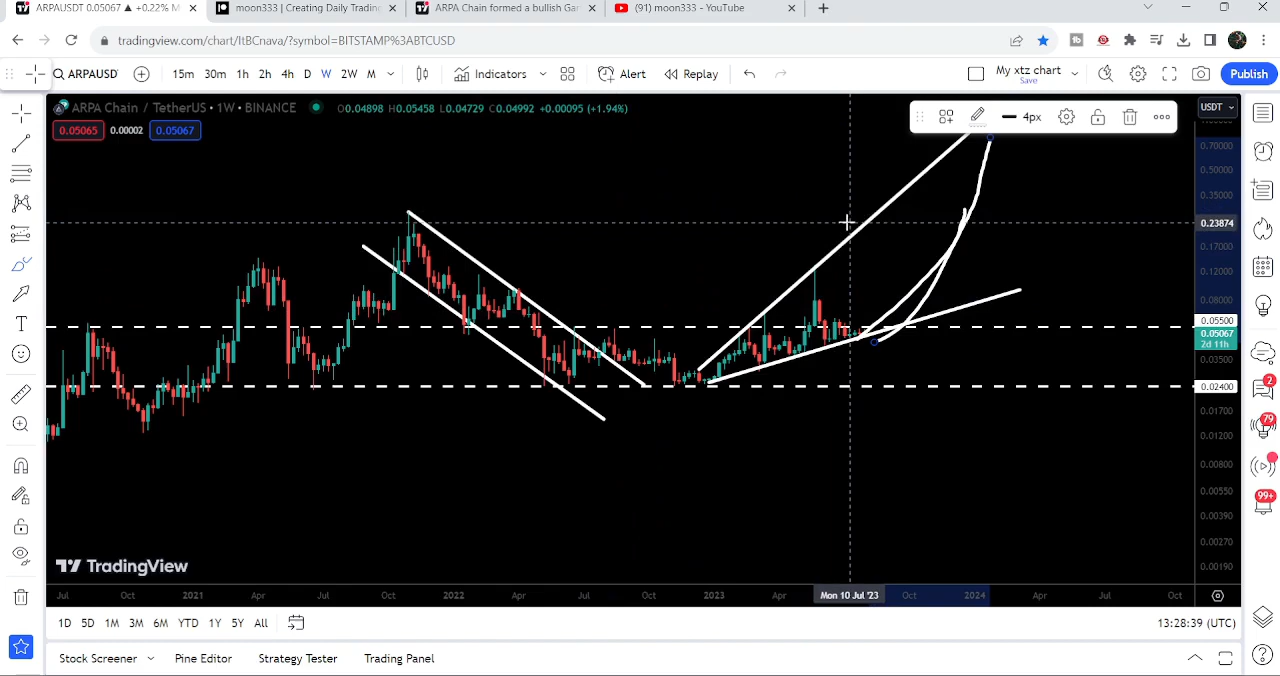 ARPAUSDT 0.05067 ▲ +0.22% M
moon333 | Creating Daily Trading
ARPA Chain formed a bullish Gar
(91) moon333 - YouTube
tradingview.com/chart/ItBCnava/?symbol=BITSTAMP%3ABTCUSD
ARPAUSDT 15m 30m 1h 2h 4h D W 2W M Indicators Alert Replay My xtz chart Save Publish
ARPA Chain / TetherUS · 1W · BINANCE O0.04898 H0.05458 L0.04729 C0.04992 +0.00095 (+1.94%)
USDT
4px
0.05065 0.00002 0.05067
0.70000
0.50000
0.35000
0.23874
0.17000
0.12000
0.08000
0.05500
0.05067
2d 11h
0.03500
0.02400
0.01700
0.01200
0.00800
0.00550
0.00390
0.00270
0.00190
2
79
99+
TradingView
Jul Oct 2021 Apr Jul Oct 2022 Apr Jul Oct 2023 Apr Mon 10 Jul '23 Oct 2024 Apr Jul Oct
1D 5D 1M 3M 6M YTD 1Y 5Y All 13:28:39 (UTC)
Stock Screener Pine Editor Strategy Tester Trading Panel